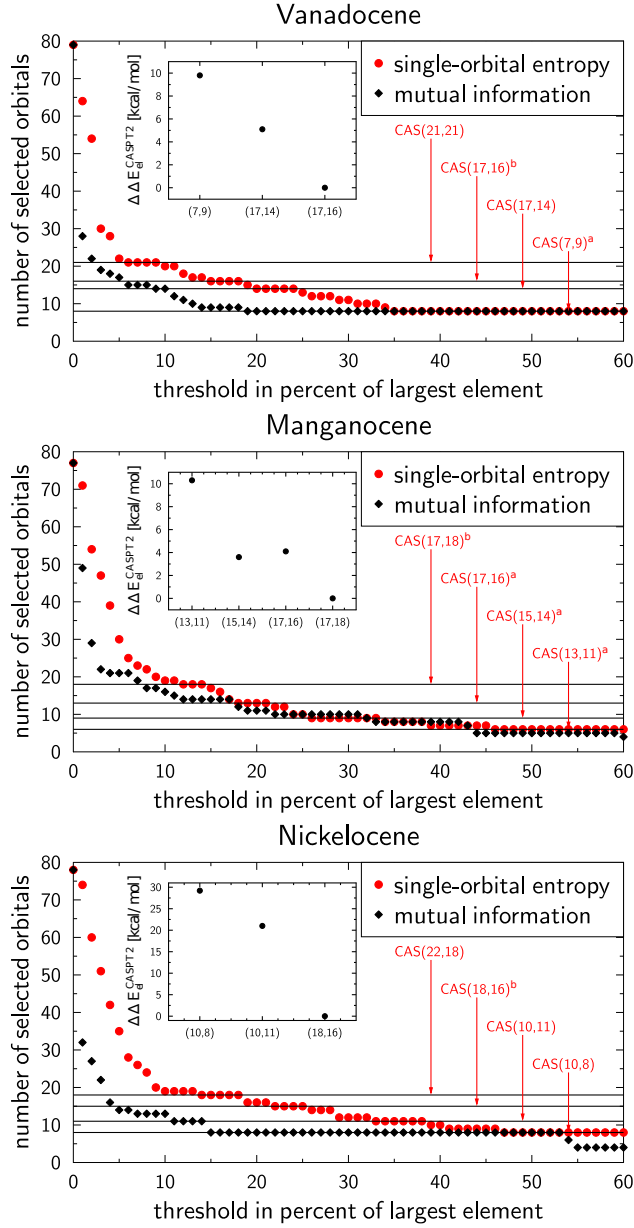 Vanadocene
number of selected orbitals
80
70
60
50
40
30
20
10
0
0 10 20 30 40 50 60
threshold in percent of largest element
single-orbital entropy
mutual information
ΔΔE_el^CASPT2 [kcal/mol]
10
8
6
4
2
0
(7,9) (17,14) (17,16)
CAS(21,21)
CAS(17,16)^b
CAS(17,14)
CAS(7,9)^a
Manganocene
number of selected orbitals
80
70
60
50
40
30
20
10
0
0 10 20 30 40 50 60
threshold in percent of largest element
single-orbital entropy
mutual information
ΔΔE_el^CASPT2 [kcal/mol]
10
8
6
4
2
0
(13,11) (15,14) (17,16) (17,18)
CAS(17,18)^b
CAS(17,16)^a
CAS(15,14)^a
CAS(13,11)^a
Nickelocene
number of selected orbitals
80
70
60
50
40
30
20
10
0
0 10 20 30 40 50 60
threshold in percent of largest element
single-orbital entropy
mutual information
ΔΔE_el^CASPT2 [kcal/mol]
30
25
20
15
10
5
0
(10,8) (10,11) (18,16)
CAS(22,18)
CAS(18,16)^b
CAS(10,11)
CAS(10,8)